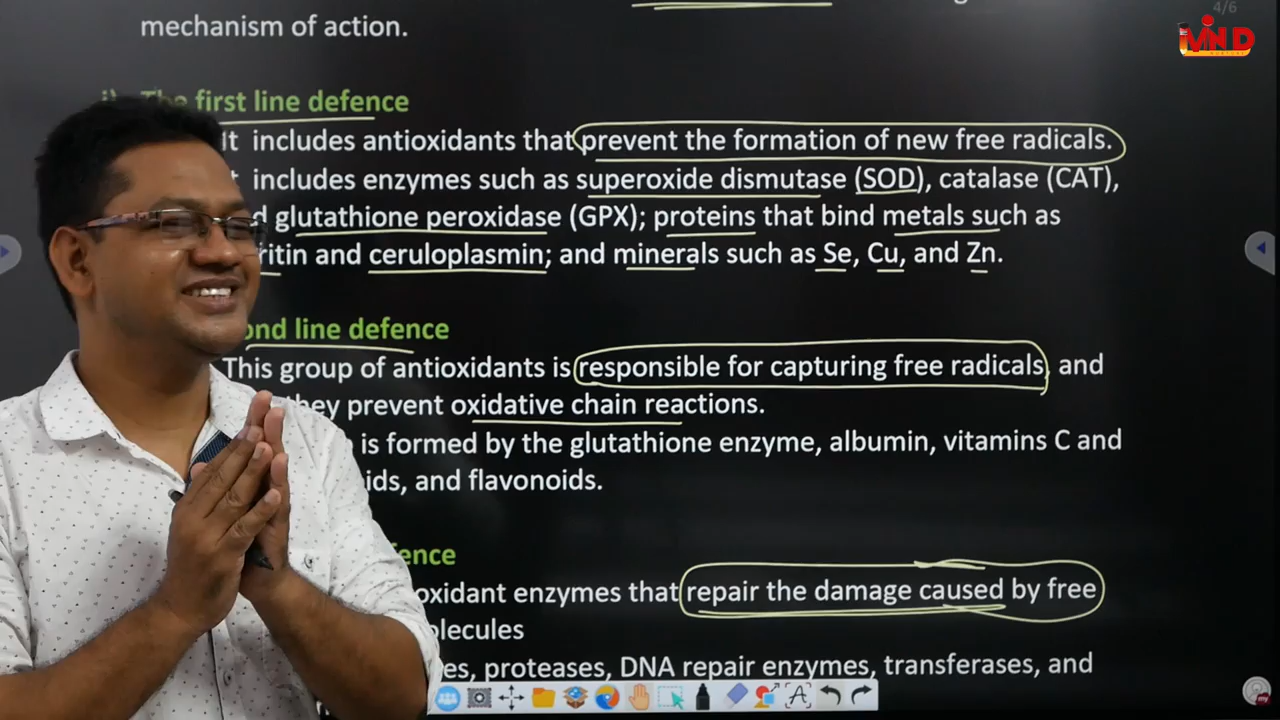 4/6
MIND
mechanism of action.
The first line defence
It includes antioxidants that prevent the formation of new free radicals.
includes enzymes such as superoxide dismutase (SOD), catalase (CAT),
d glutathione peroxidase (GPX); proteins that bind metals such as
ritin and ceruloplasmin; and minerals such as Se, Cu, and Zn.
ond line defence
This group of antioxidants is responsible for capturing free radicals, and
they prevent oxidative chain reactions.
is formed by the glutathione enzyme, albumin, vitamins C and
ids, and flavonoids.
fence
oxidant enzymes that repair the damage caused by free
olecules
es, proteases, DNA repair enzymes, transferases, and